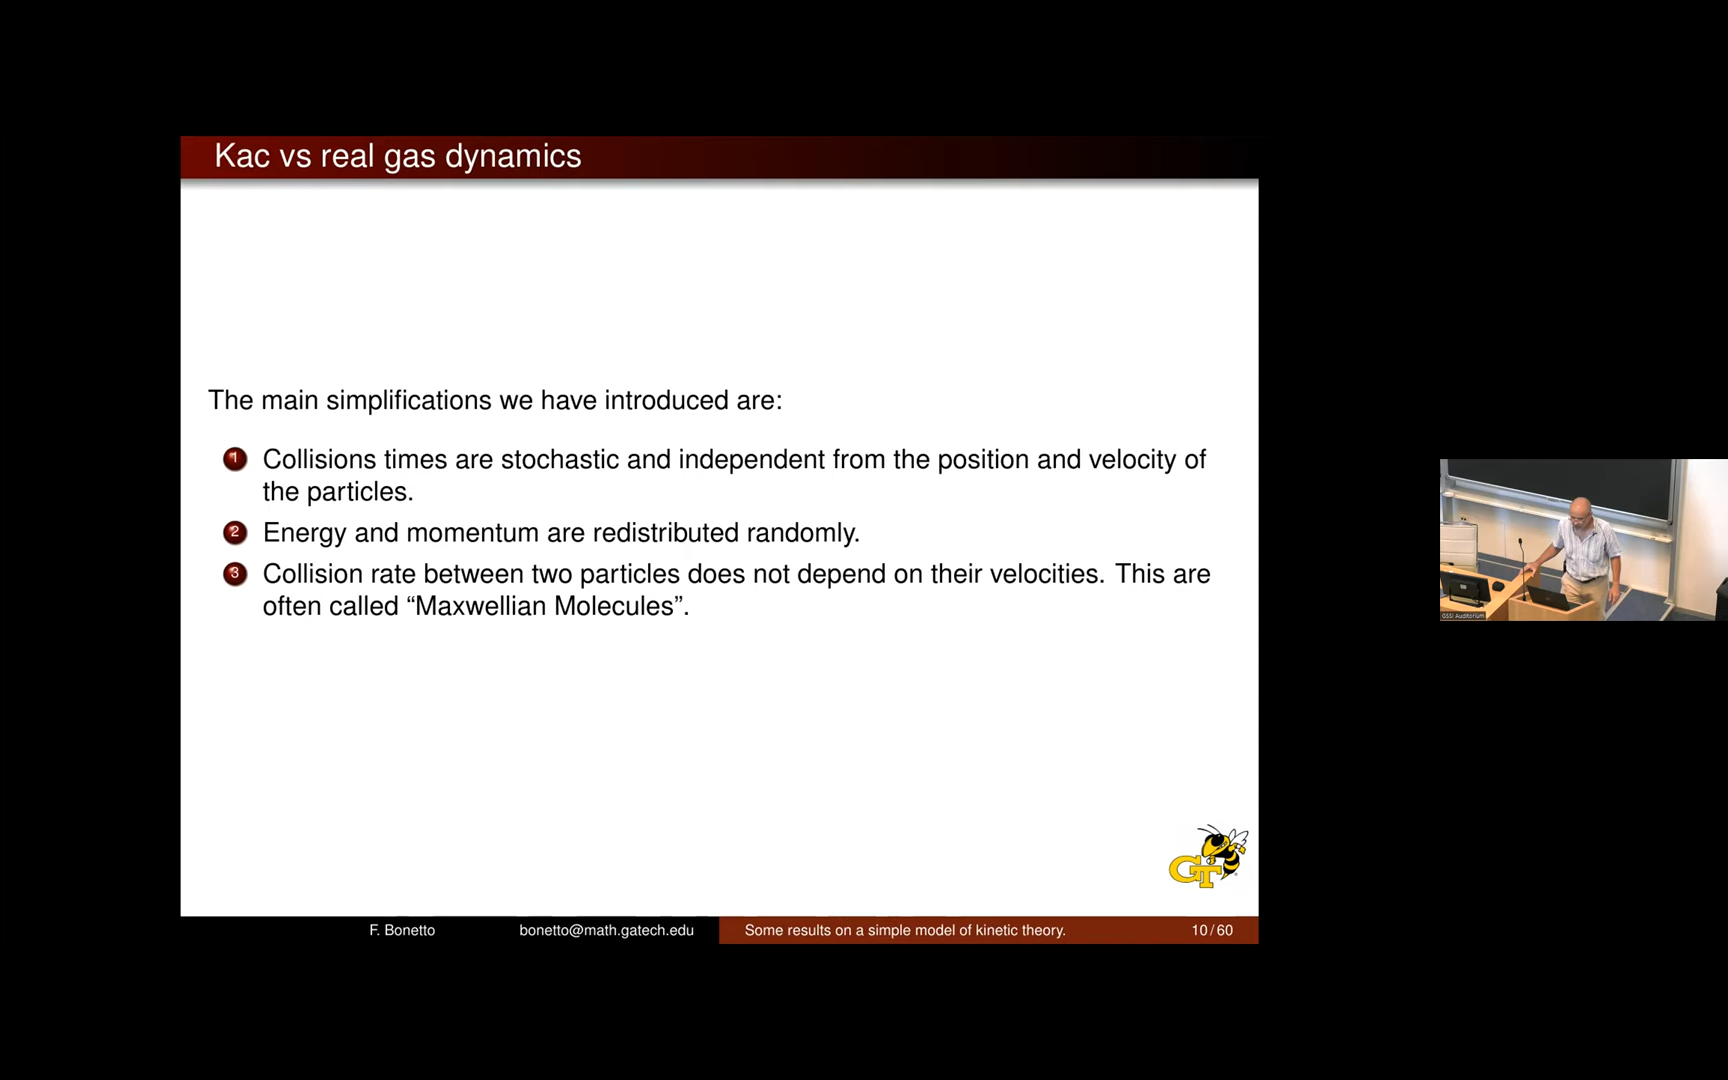 Kac vs real gas dynamics
The main simplifications we have introduced are:
1 Collisions times are stochastic and independent from the position and velocity of
the particles.
2 Energy and momentum are redistributed randomly.
3 Collision rate between two particles does not depend on their velocities. This are
often called “Maxwellian Molecules”.
GT
F. Bonetto bonetto@math.gatech.edu Some results on a simple model of kinetic theory. 10/60
GSSI Auditorium